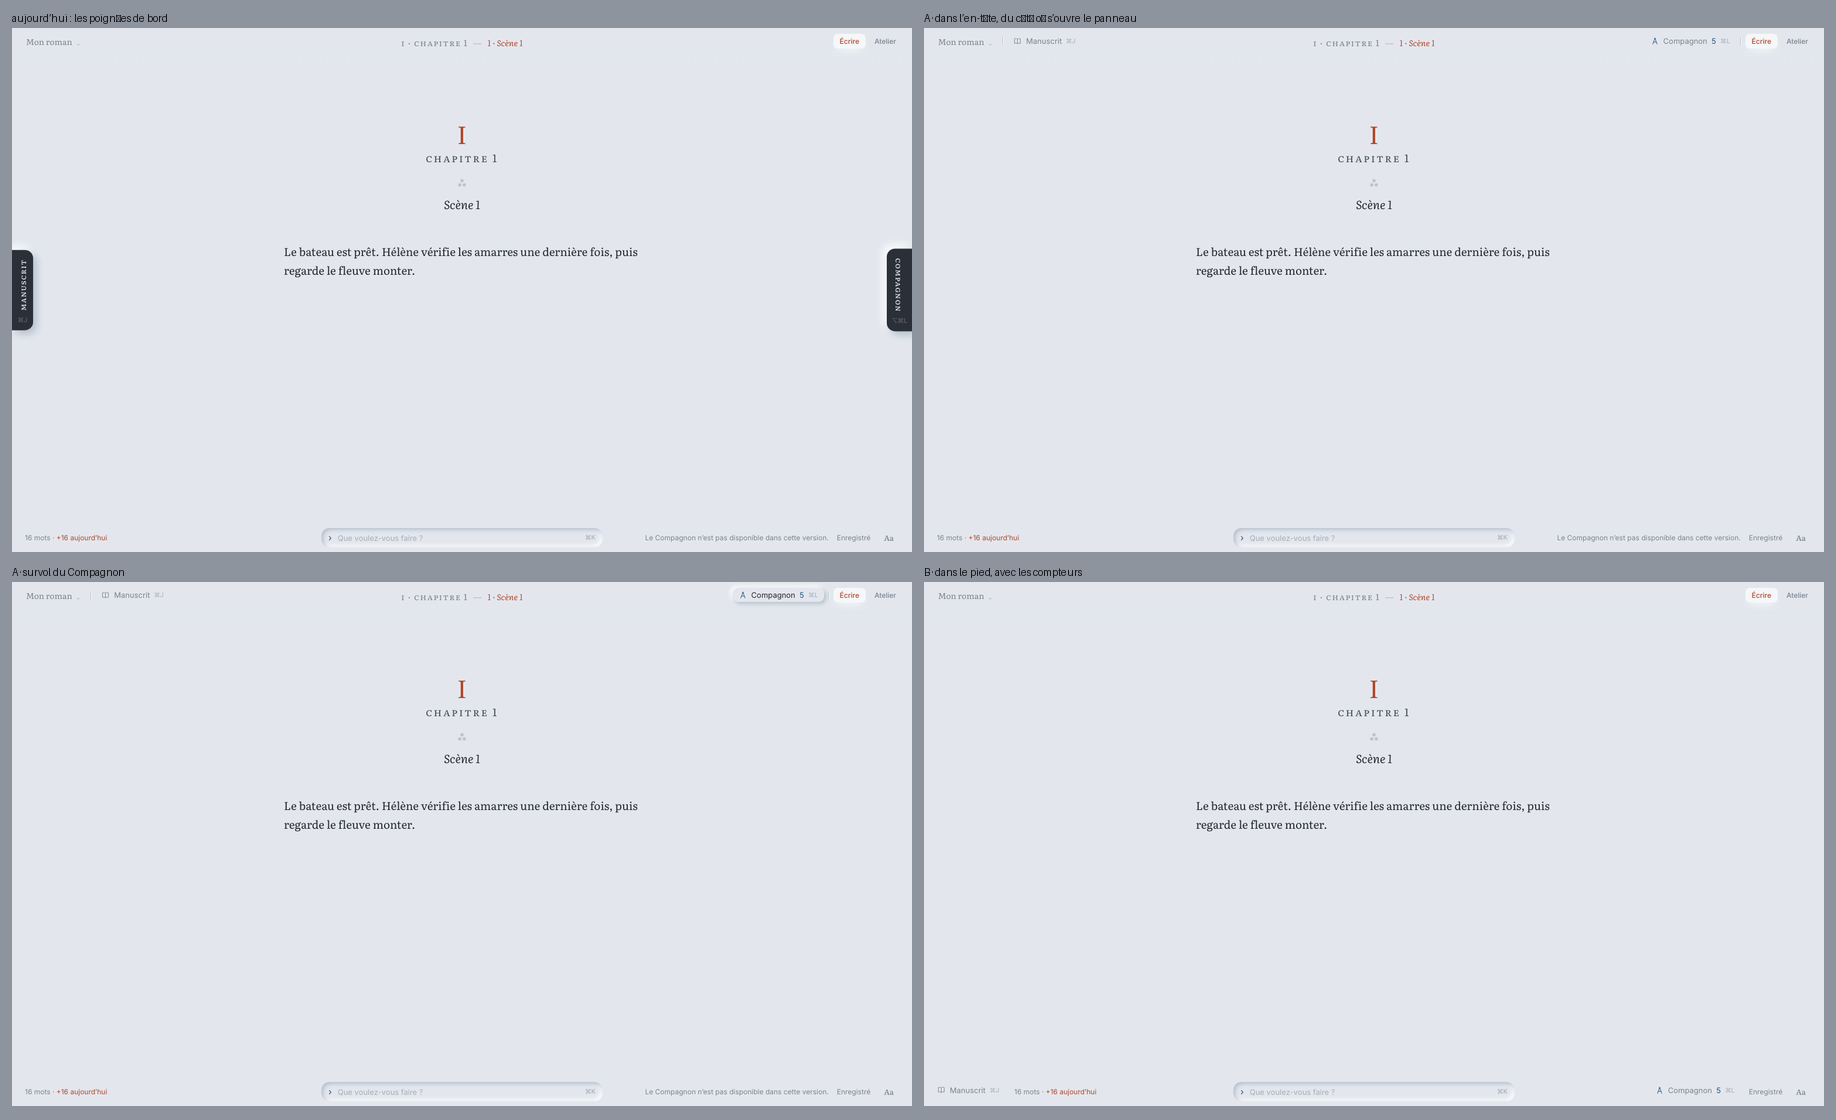 aujourd'hui : les poign□es de bord
Mon roman
I · CHAPITRE 1 — 1 · Scène 1
Écrire Atelier
I
CHAPITRE 1
Scène 1
Le bateau est prêt. Hélène vérifie les amarres une dernière fois, puis
regarde le fleuve monter.
MANUSCRIT ⌘J
COMPAGNON ⌥⌘L
16 mots · +16 aujourd'hui
› Que voulez-vous faire ? ⌘K
Le Compagnon n'est pas disponible dans cette version. Enregistré Aa
A · dans l'en-t□te, du c□t□ o□ s'ouvre le panneau
Mon roman Manuscrit ⌘J
I · CHAPITRE 1 — 1 · Scène 1
Compagnon 5 ⌘L Écrire Atelier
I
CHAPITRE 1
Scène 1
Le bateau est prêt. Hélène vérifie les amarres une dernière fois, puis
regarde le fleuve monter.
16 mots · +16 aujourd'hui
› Que voulez-vous faire ? ⌘K
Le Compagnon n'est pas disponible dans cette version. Enregistré Aa
A · survol du Compagnon
Mon roman Manuscrit ⌘J
I · CHAPITRE 1 — 1 · Scène 1
Compagnon 5 ⌘L Écrire Atelier
I
CHAPITRE 1
Scène 1
Le bateau est prêt. Hélène vérifie les amarres une dernière fois, puis
regarde le fleuve monter.
16 mots · +16 aujourd'hui
› Que voulez-vous faire ? ⌘K
Le Compagnon n'est pas disponible dans cette version. Enregistré Aa
B · dans le pied, avec les compteurs
Mon roman
I · CHAPITRE 1 — 1 · Scène 1
Écrire Atelier
I
CHAPITRE 1
Scène 1
Le bateau est prêt. Hélène vérifie les amarres une dernière fois, puis
regarde le fleuve monter.
Manuscrit ⌘J 16 mots · +16 aujourd'hui
› Que voulez-vous faire ? ⌘K
Compagnon 5 ⌘L Enregistré Aa